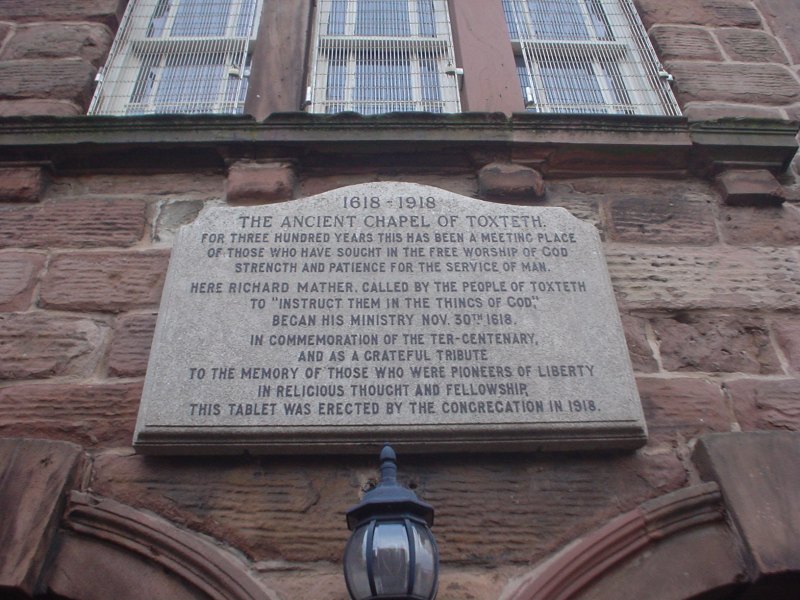 1618 - 1918
THE ANCIENT CHAPEL OF TOXTETH.
FOR THREE HUNDRED YEARS THIS HAS BEEN A MEETING PLACE
OF THOSE WHO HAVE SOUGHT IN THE FREE WORSHIP OF GOD
STRENGTH AND PATIENCE FOR THE SERVICE OF MAN.
HERE RICHARD MATHER, CALLED BY THE PEOPLE OF TOXTETH
TO "INSTRUCT THEM IN THE THINGS OF GOD,"
BEGAN HIS MINISTRY NOV. 30TH 1618.
IN COMMEMORATION OF THE TER-CENTENARY,
AND AS A GRATEFUL TRIBUTE
TO THE MEMORY OF THOSE WHO WERE PIONEERS OF LIBERTY
IN RELIGIOUS THOUGHT AND FELLOWSHIP,
THIS TABLET WAS ERECTED BY THE CONGREGATION IN 1918.